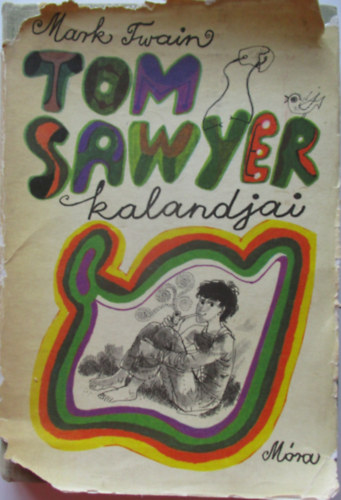 Mark Twain
TOM
SAWYER
kalandjai
Móra